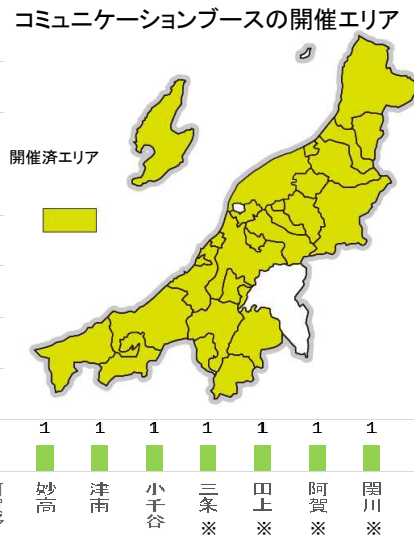 コミュニケーションブースの開催エリア
開催済エリア
1 1 1 1 1 1 1
妙高
津南
小千谷
三条※
田上※
阿賀※
関川※